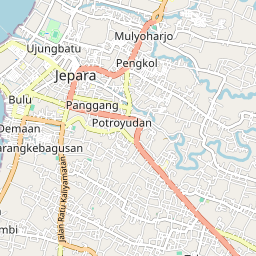 Mulyoharjo
Ujungbatu
Pengkol
Jepara
Bulu
Panggang
Demaan
Potroyudan
arangkebagusan
Jalan Ratu Kalinyamatan
mbi